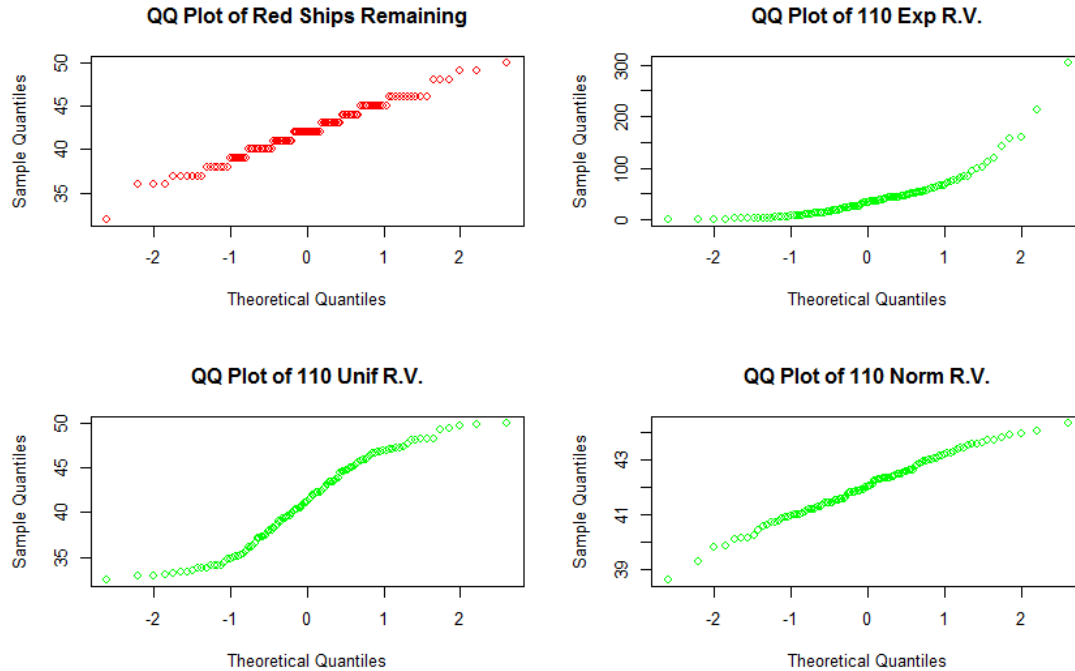 QQ Plot of Red Ships Remaining
Sample Quantiles
50
45
40
35
-2 -1 0 1 2
Theoretical Quantiles
QQ Plot of 110 Exp R.V.
Sample Quantiles
300
200
100
0
-2 -1 0 1 2
Theoretical Quantiles
QQ Plot of 110 Unif R.V.
Sample Quantiles
50
45
40
35
-2 -1 0 1 2
Theoretical Quantiles
QQ Plot of 110 Norm R.V.
Sample Quantiles
43
41
39
-2 -1 0 1 2
Theoretical Quantiles